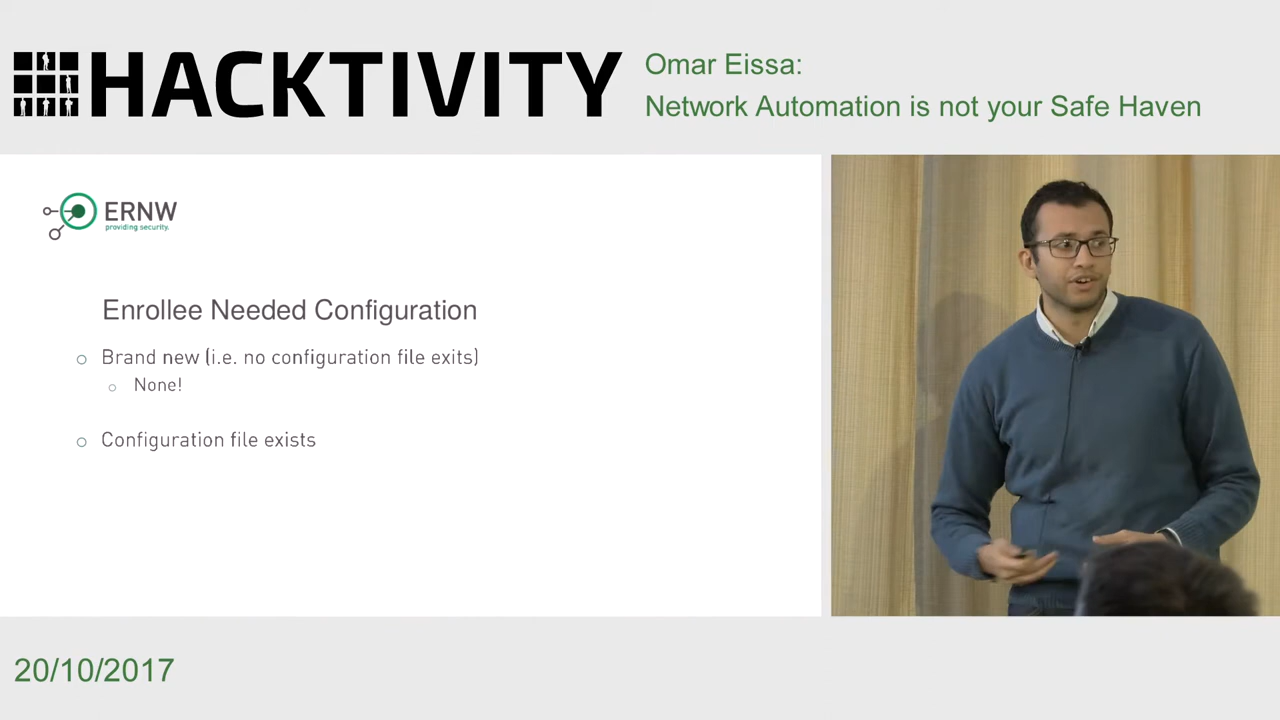 HACKTIVITY
Omar Eissa:
Network Automation is not your Safe Haven
ERNW
providing security.
Enrollee Needed Configuration
Brand new (i.e. no configuration file exits)
None!
Configuration file exists
20/10/2017